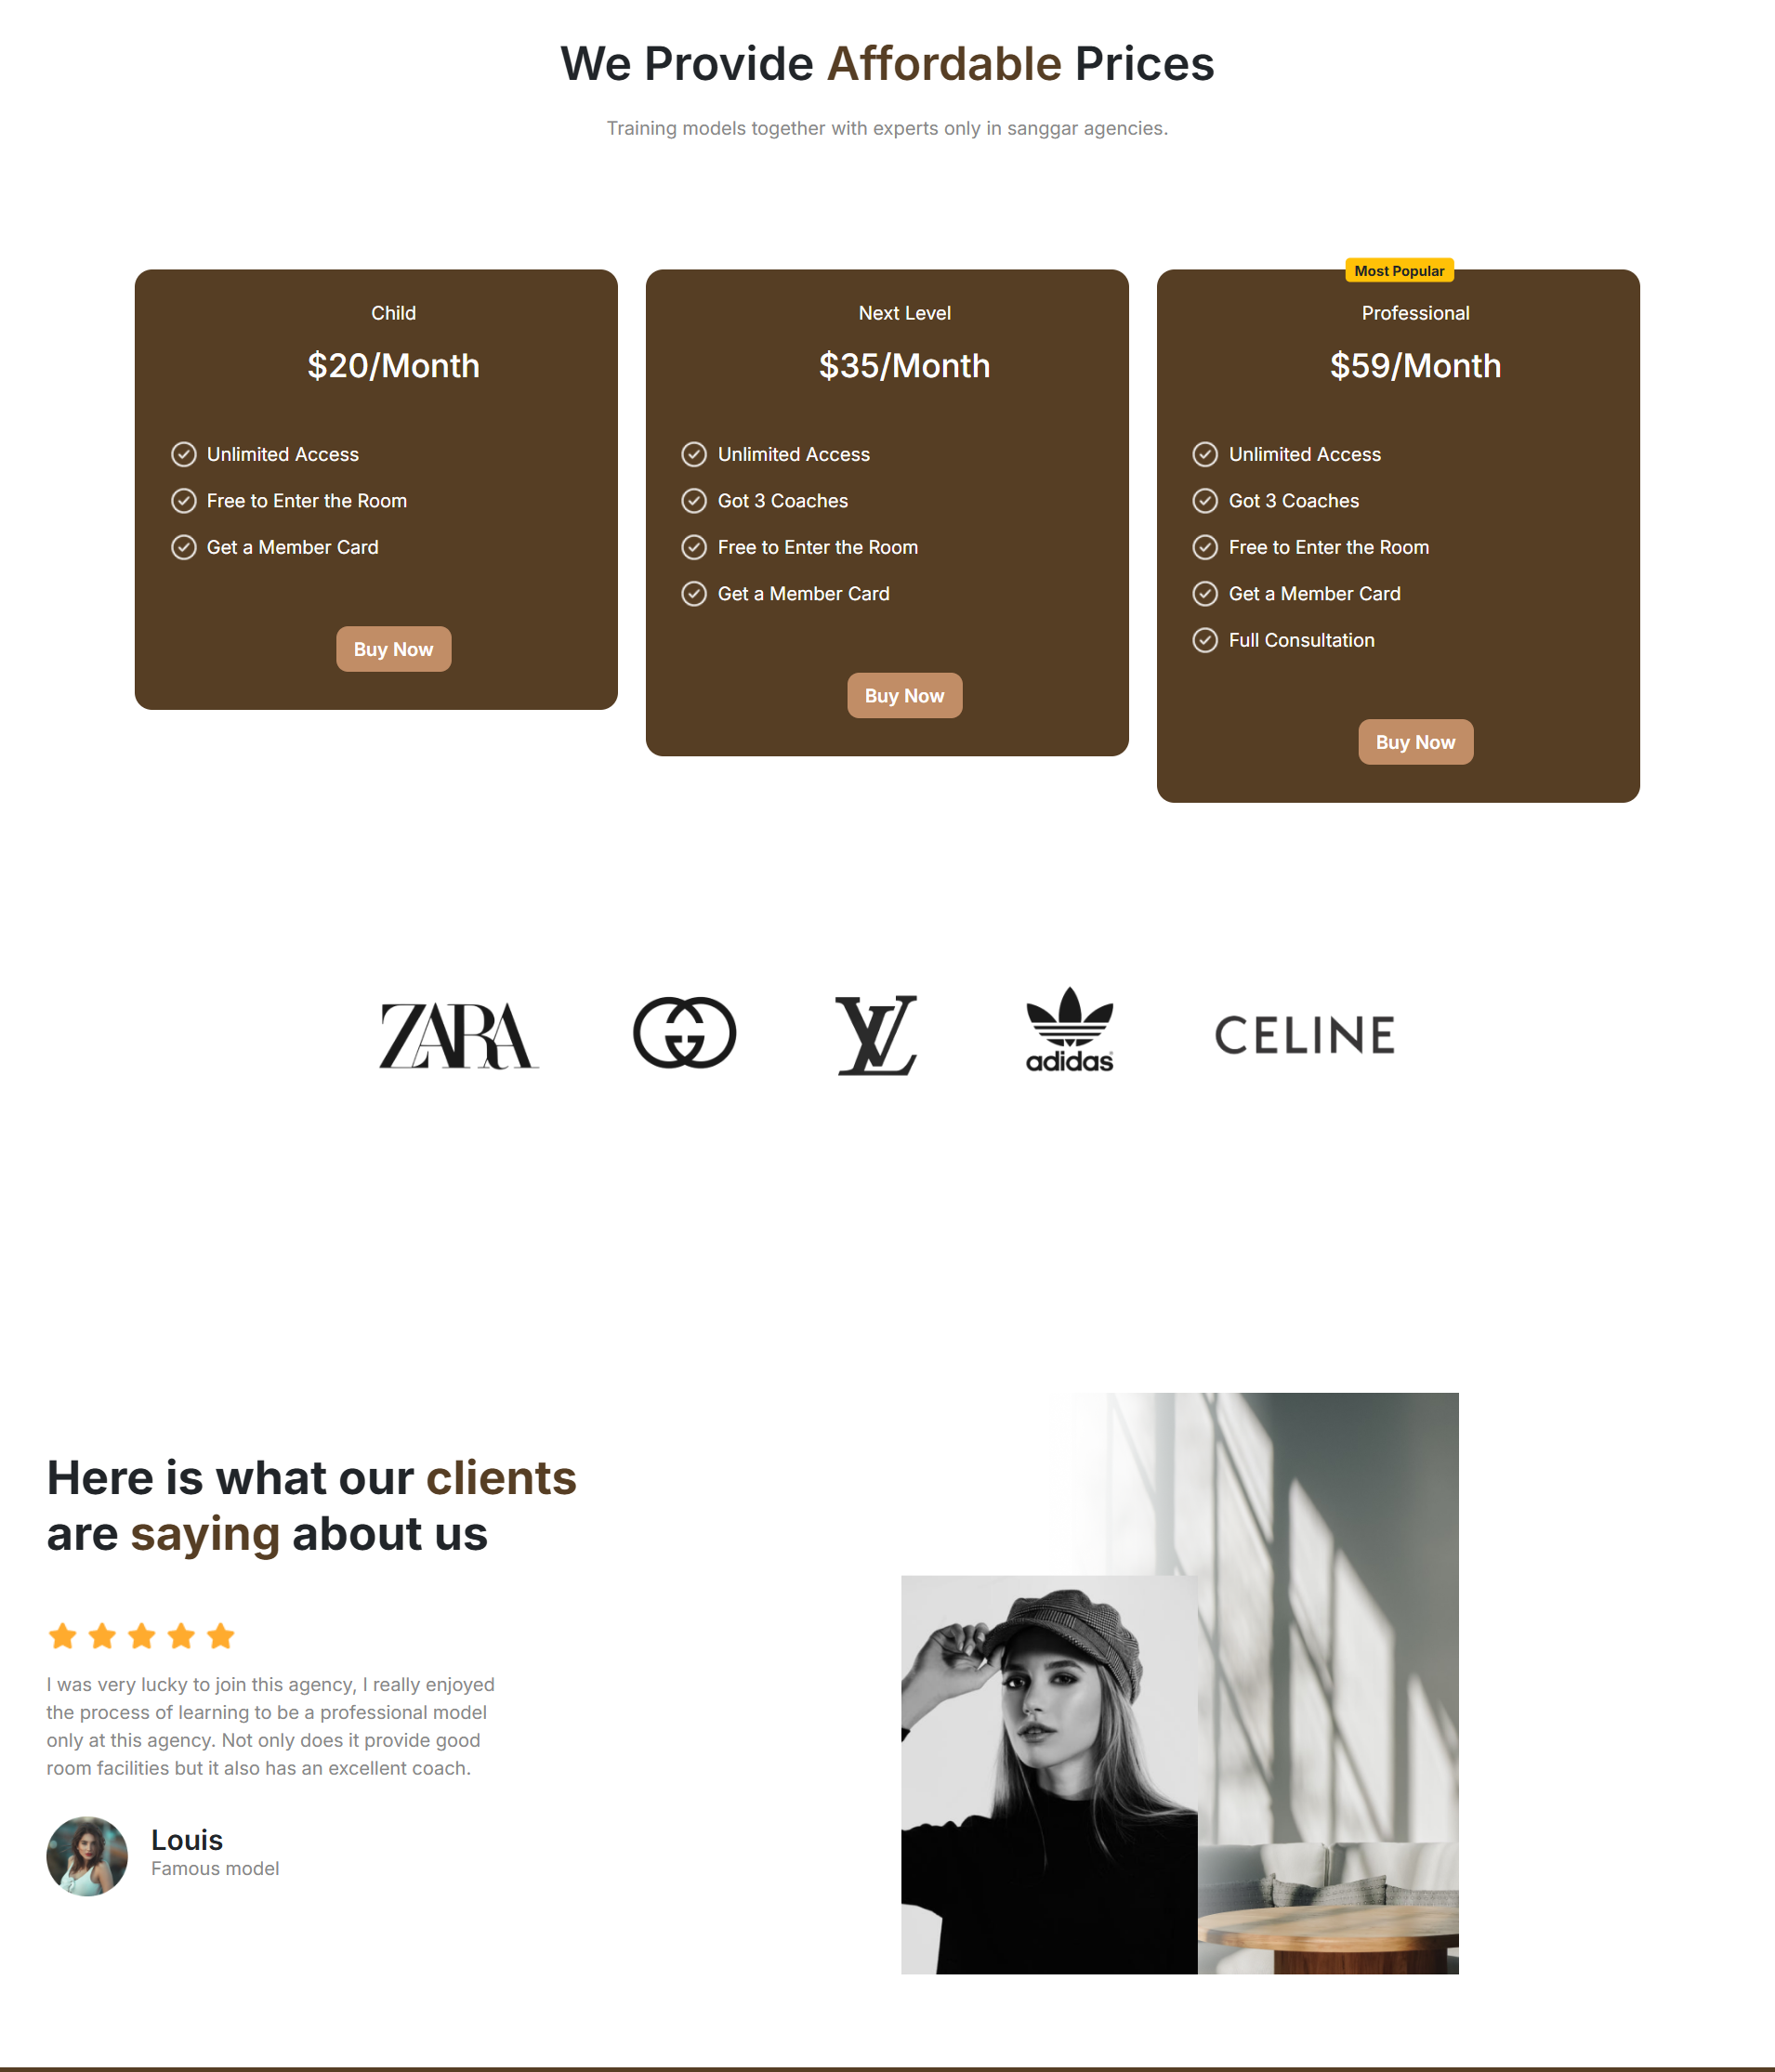 We Provide Affordable Prices
Training models together with experts only in sanggar agencies.
Child
$20/Month
Unlimited Access
Free to Enter the Room
Get a Member Card
Buy Now
Next Level
$35/Month
Unlimited Access
Got 3 Coaches
Free to Enter the Room
Get a Member Card
Buy Now
Most Popular
Professional
$59/Month
Unlimited Access
Got 3 Coaches
Free to Enter the Room
Get a Member Card
Full Consultation
Buy Now
ZARA
GG
LV
adidas
CELINE
Here is what our clients
are saying about us
I was very lucky to join this agency, I really enjoyed
the process of learning to be a professional model
only at this agency. Not only does it provide good
room facilities but it also has an excellent coach.
Louis
Famous model